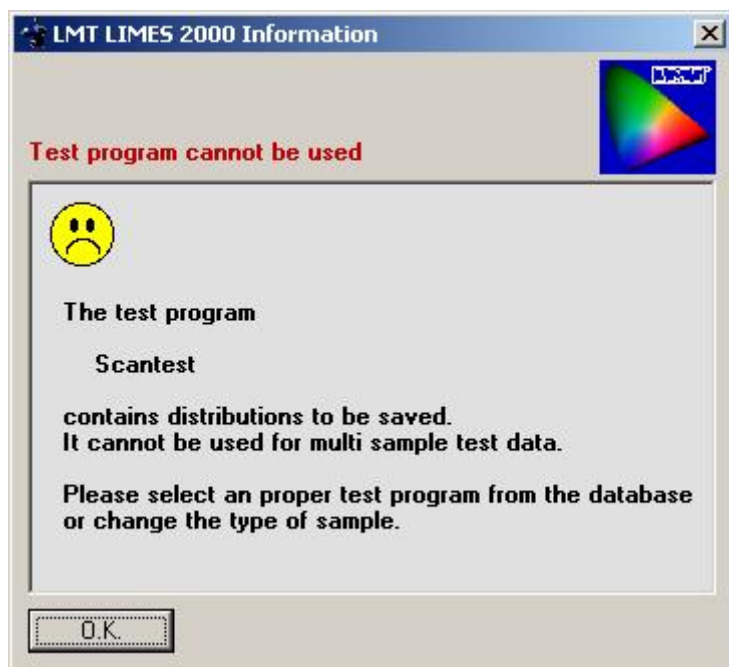 LMT LIMES 2000 Information
Test program cannot be used
The test program
Scantest
contains distributions to be saved.
It cannot be used for multi sample test data.
Please select an proper test program from the database
or change the type of sample.
O.K.